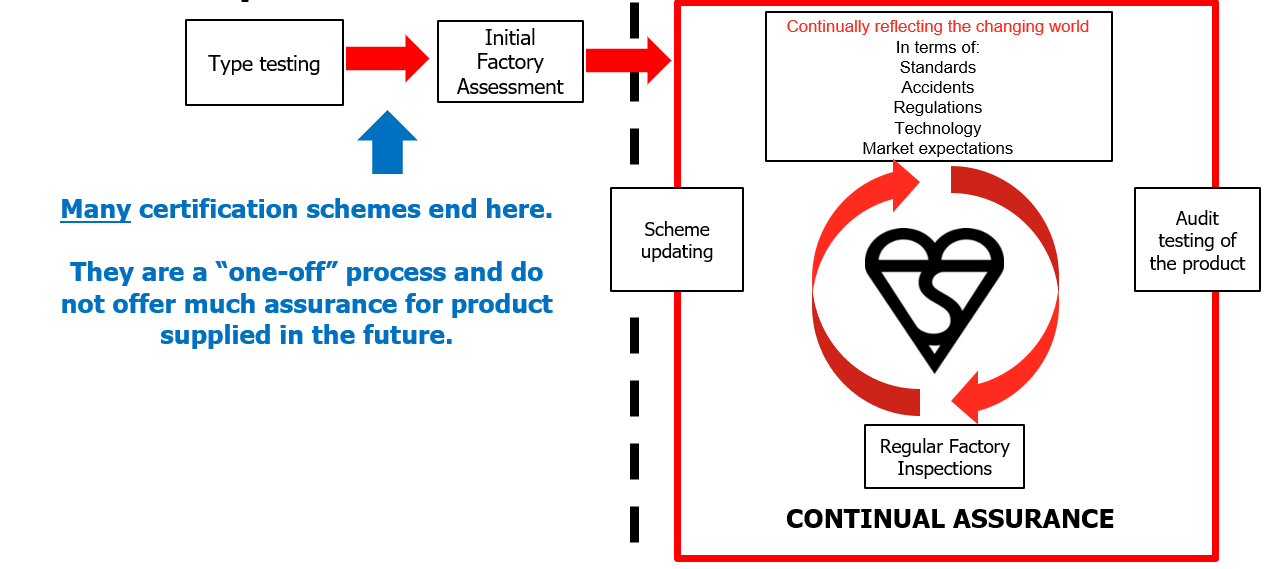 Type testing
Initial
Factory
Assessment
Many certification schemes end here.
They are a “one-off” process and do
not offer much assurance for product
supplied in the future.
Continually reflecting the changing world
In terms of:
Standards
Accidents
Regulations
Technology
Market expectations
Scheme
updating
Audit
testing of
the product
Regular Factory
Inspections
CONTINUAL ASSURANCE